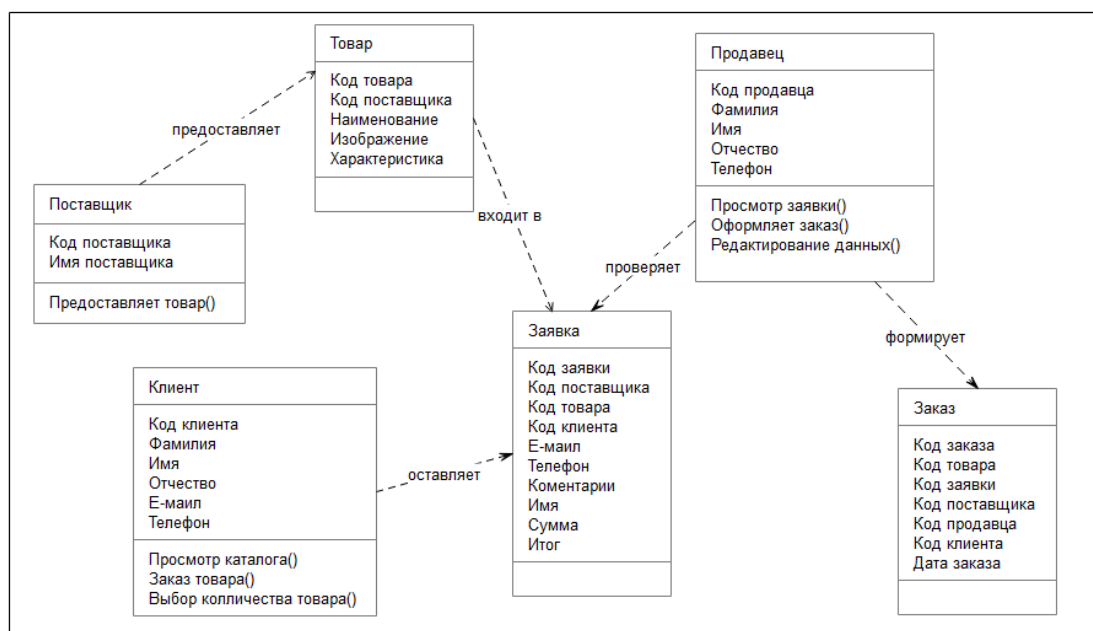 Товар
Код товара
Код поставщика
Наименование
Изображение
Характеристика
Продавец
Код продавца
Фамилия
Имя
Отчество
Телефон
Просмотр заявки()
Оформляет заказ()
Редактирование данных()
предоставляет
Поставщик
Код поставщика
Имя поставщика
Предоставляет товар()
входит в
проверяет
формирует
Заявка
Код заявки
Код поставщика
Код товара
Код клиента
Е-маил
Телефон
Коментарии
Имя
Сумма
Итог
Клиент
Код клиента
Фамилия
Имя
Отчество
Е-маил
Телефон
Просмотр каталога()
Заказ товара()
Выбор колличества товара()
оставляет
Заказ
Код заказа
Код товара
Код заявки
Код поставщика
Код продавца
Код клиента
Дата заказа